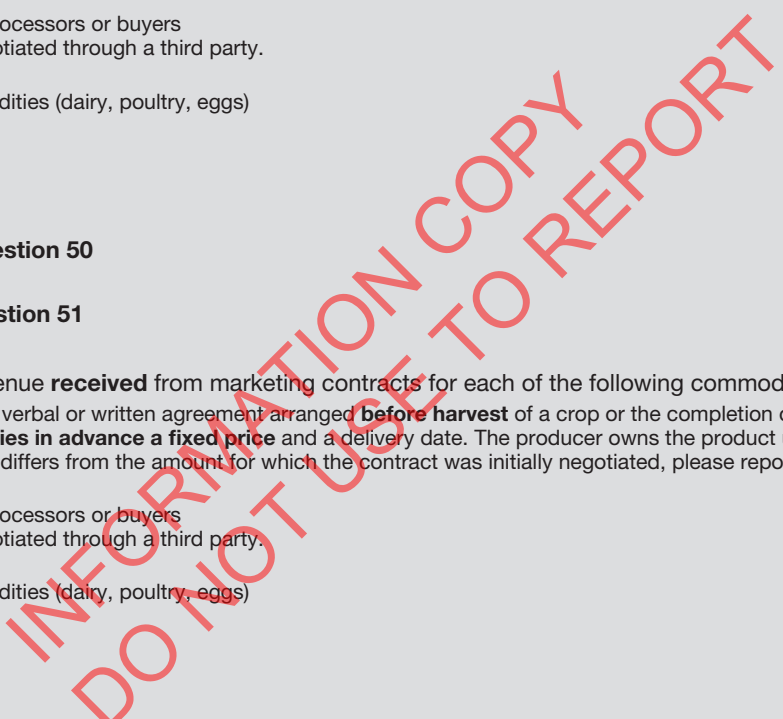 ocessors or buyers
otiated through a third party.
dities (dairy, poultry, eggs)
estion 50
stion 51
enue received from marketing contracts for each of the following commod
verbal or written agreement arranged before harvest of a crop or the completion
ies in advance a fixed price and a delivery date. The producer owns the product
differs from the amount for which the contract was initially negotiated, please repo
ocessors or buyers
otiated through a third party.
dities (dairy, poultry, eggs)
INFORMATION COPY
DO NOT USE TO REPORT